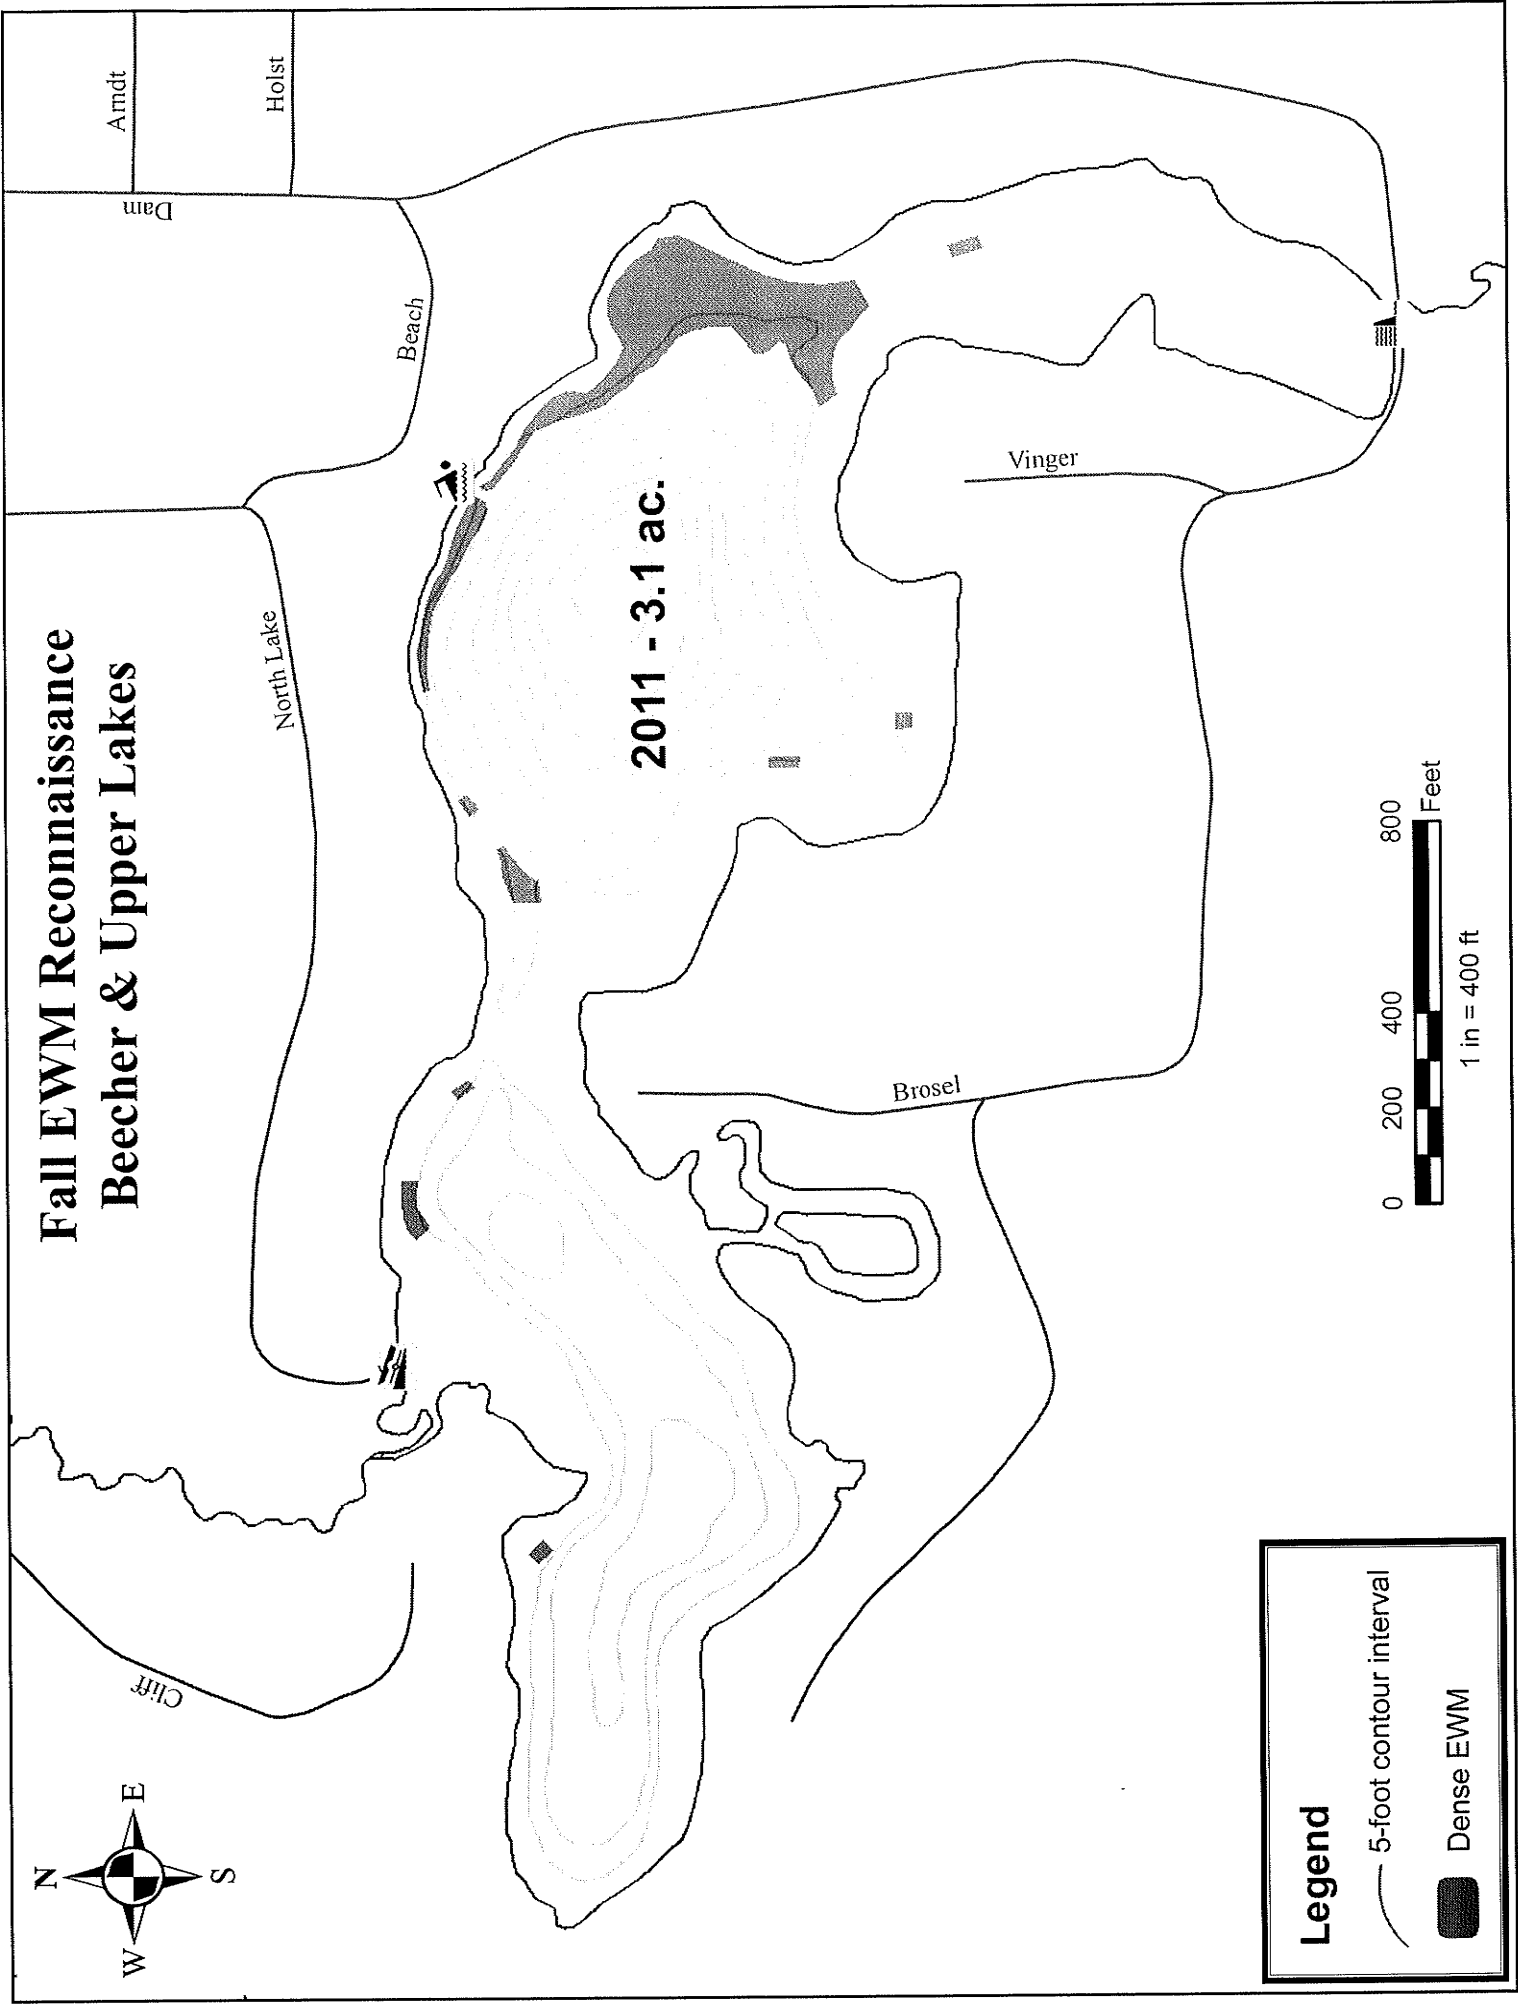 Fall EWM Reconnaissance
Beecher & Upper Lakes
N
W
E
S
Cliff
North Lake
Dam
Arndt
Holst
Beach
2011 - 3.1 ac.
Vinger
Brosel
Legend
5-foot contour interval
Dense EWM
0
200
400
800
Feet
1 in = 400 ft